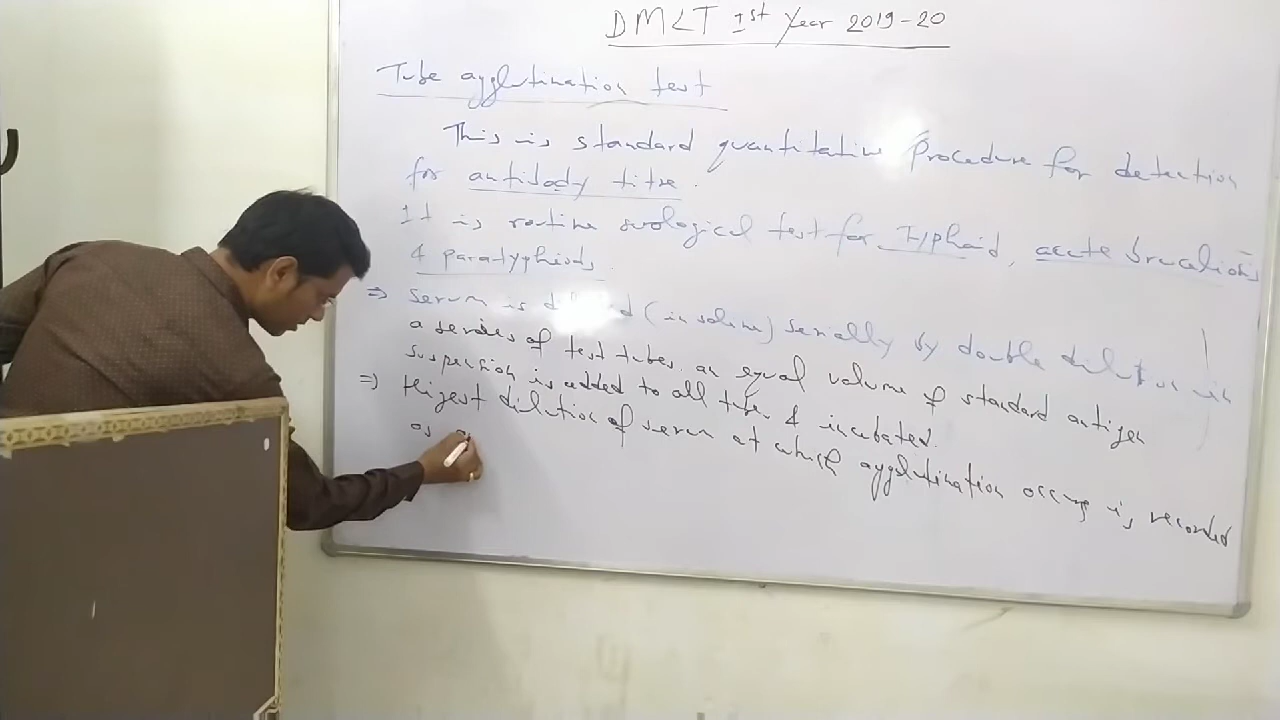 DMLT 1st Year 2019-20
Tube agglutination test
This is standard quantitative Procedure for detection
for antibody titre.
It is routine serological test for Typhoid, acute brucellosis
& paratyphiods.
⇒ Serum is diluted (in saline) serially by double dilution in
a series of test tubes. an equal volume of standard antigen
suspension is added to all tubes & incubated.
⇒ Higest dilution of serum at which agglutination occurs is recorded
as